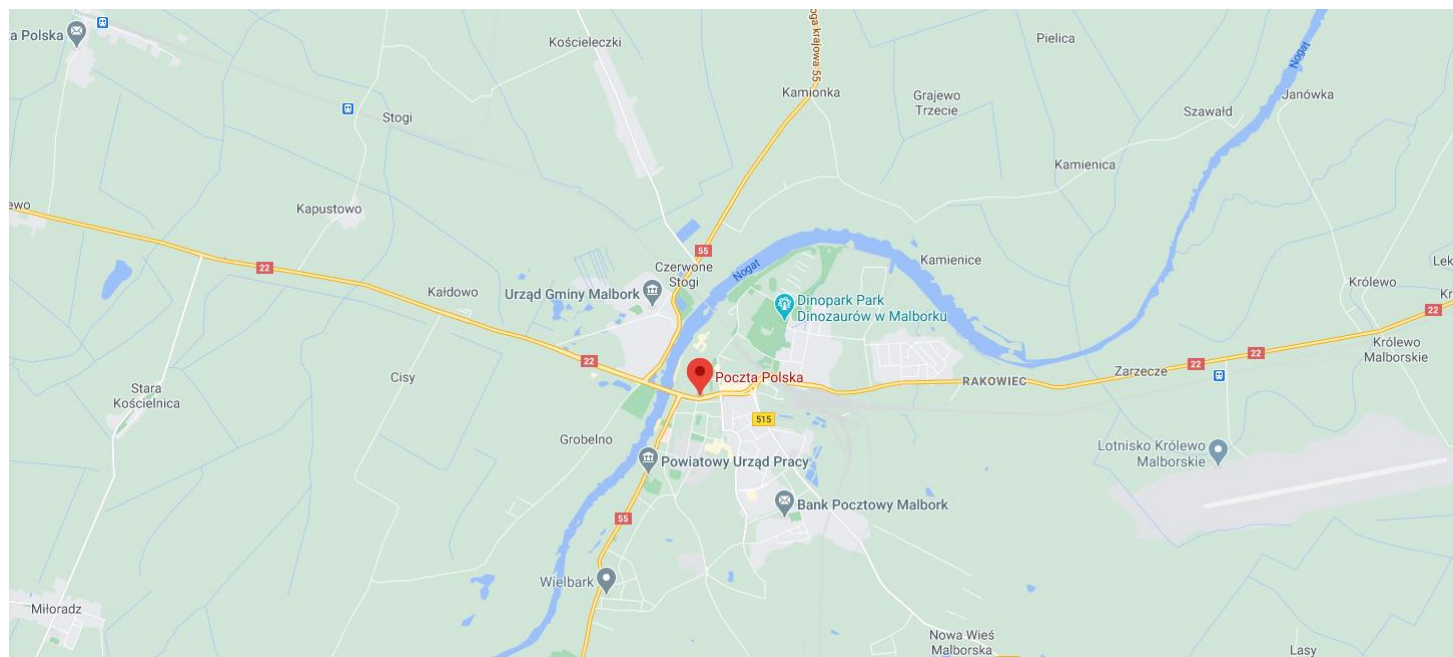 a Polska
Kościeleczki
oga krajowa 55
Pielica
Nogat
Kamionka
Grajewo
Trzecie
Janówka
Szawałd
Stogi
Kamienica
ewo
Kapustowo
55
22
Czerwone
Stogi
Nogat
Kamienice
Lek
Królewo
Kałdowo
Urząd Gminy Malbork
Dinopark Park
Dinozaurów w Malborku
Kr
22
Królewo
Malborskie
22
22
22
Cisy
Poczta Polska
RAKOWIEC
Zarzecze
Stara
Kościelnica
515
Grobelno
Powiatowy Urząd Pracy
Lotnisko Królewo
Malborskie
Bank Pocztowy Malbork
55
Wielbark
Miłoradz
Nowa Wieś
Malborska
Lasy